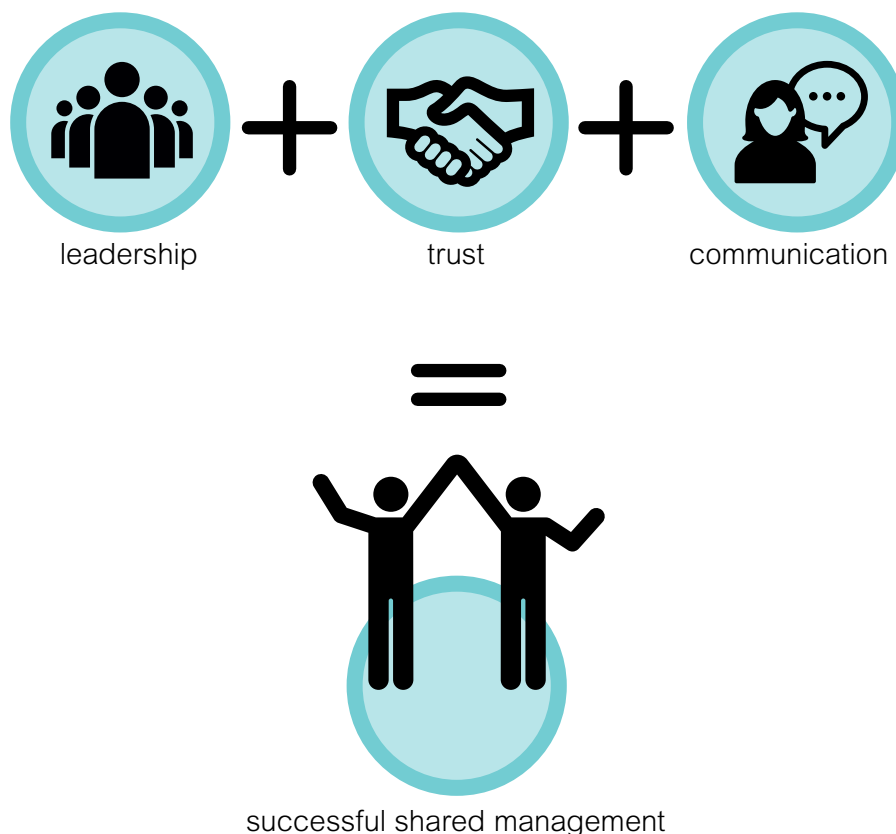 leadership
trust
communication
successful shared management